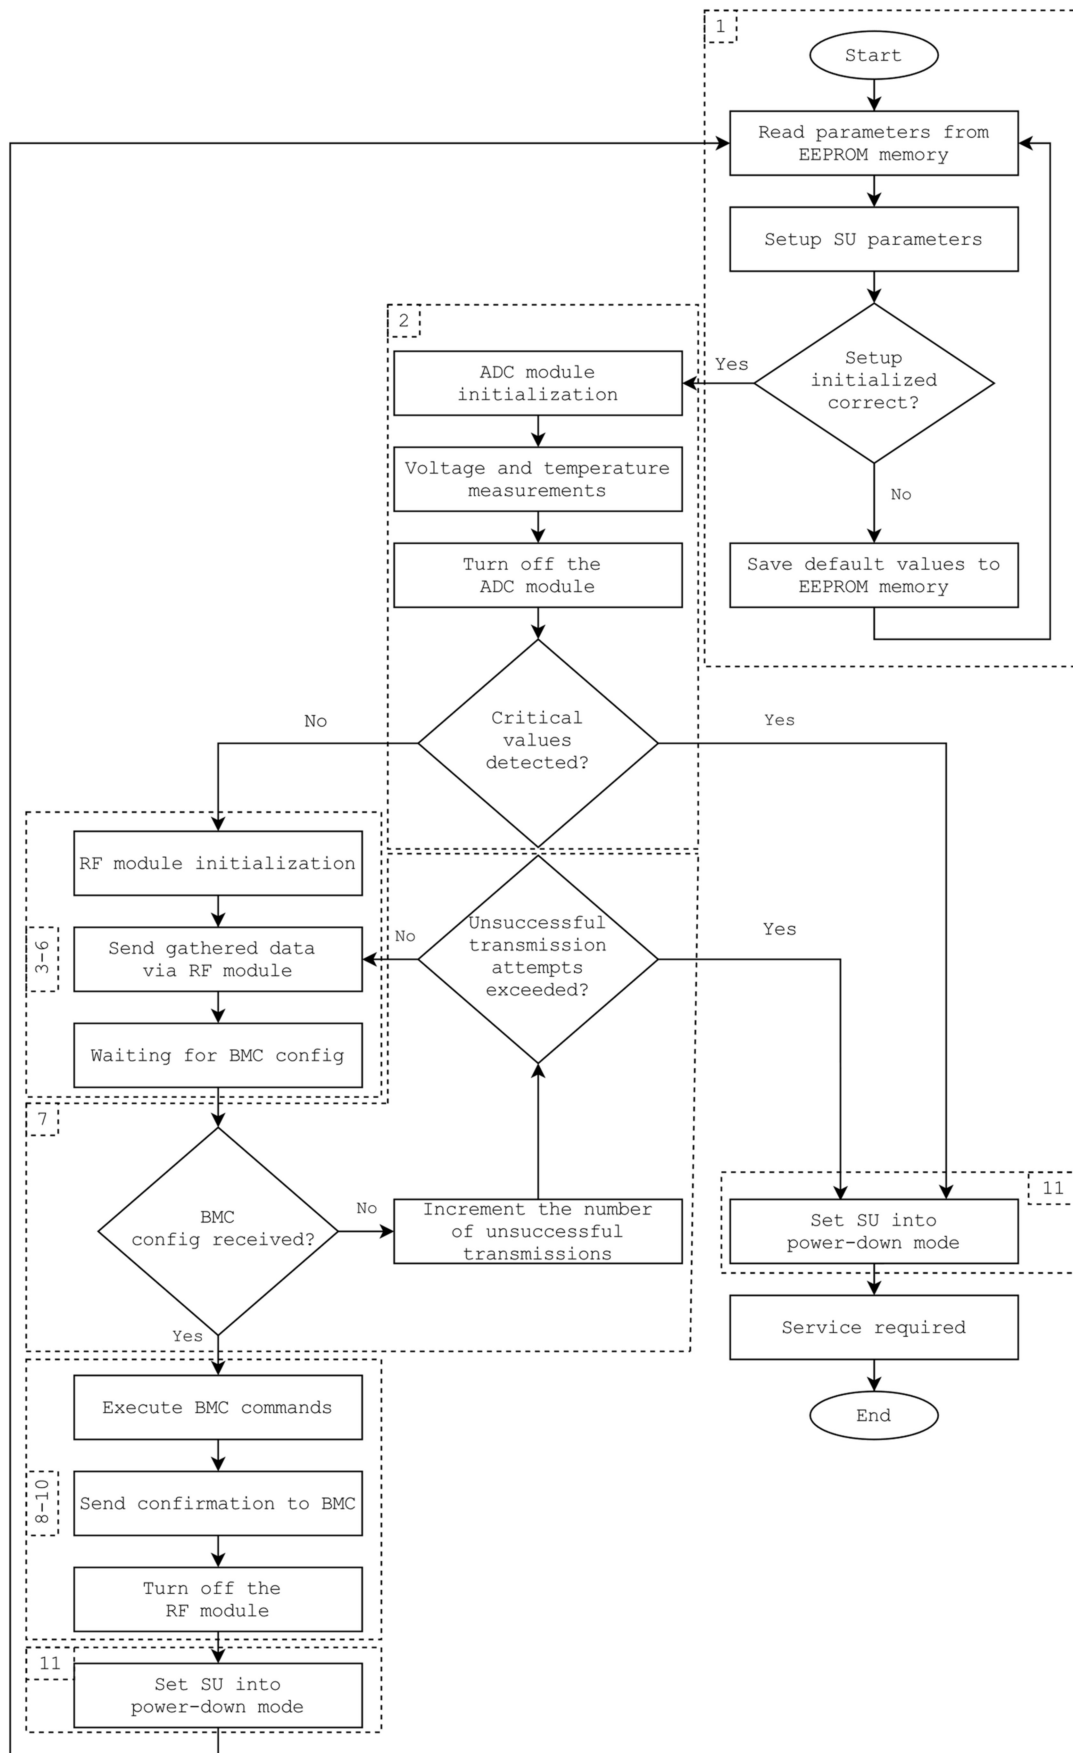 1
Start
Read parameters from
EEPROM memory
Setup SU parameters
Setup
initialized
correct?
Yes
No
Save default values to
EEPROM memory
2
ADC module
initialization
Voltage and temperature
measurements
Turn off the
ADC module
Critical
values
detected?
No
Yes
3-6
RF module initialization
Send gathered data
via RF module
Waiting for BMC config
Unsuccessful
transmission
attempts
exceeded?
No
Yes
7
BMC
config received?
No
Increment the number
of unsuccessful
transmissions
Yes
11
Set SU into
power-down mode
Service required
End
8-10
Execute BMC commands
Send confirmation to BMC
Turn off the
RF module
11
Set SU into
power-down mode